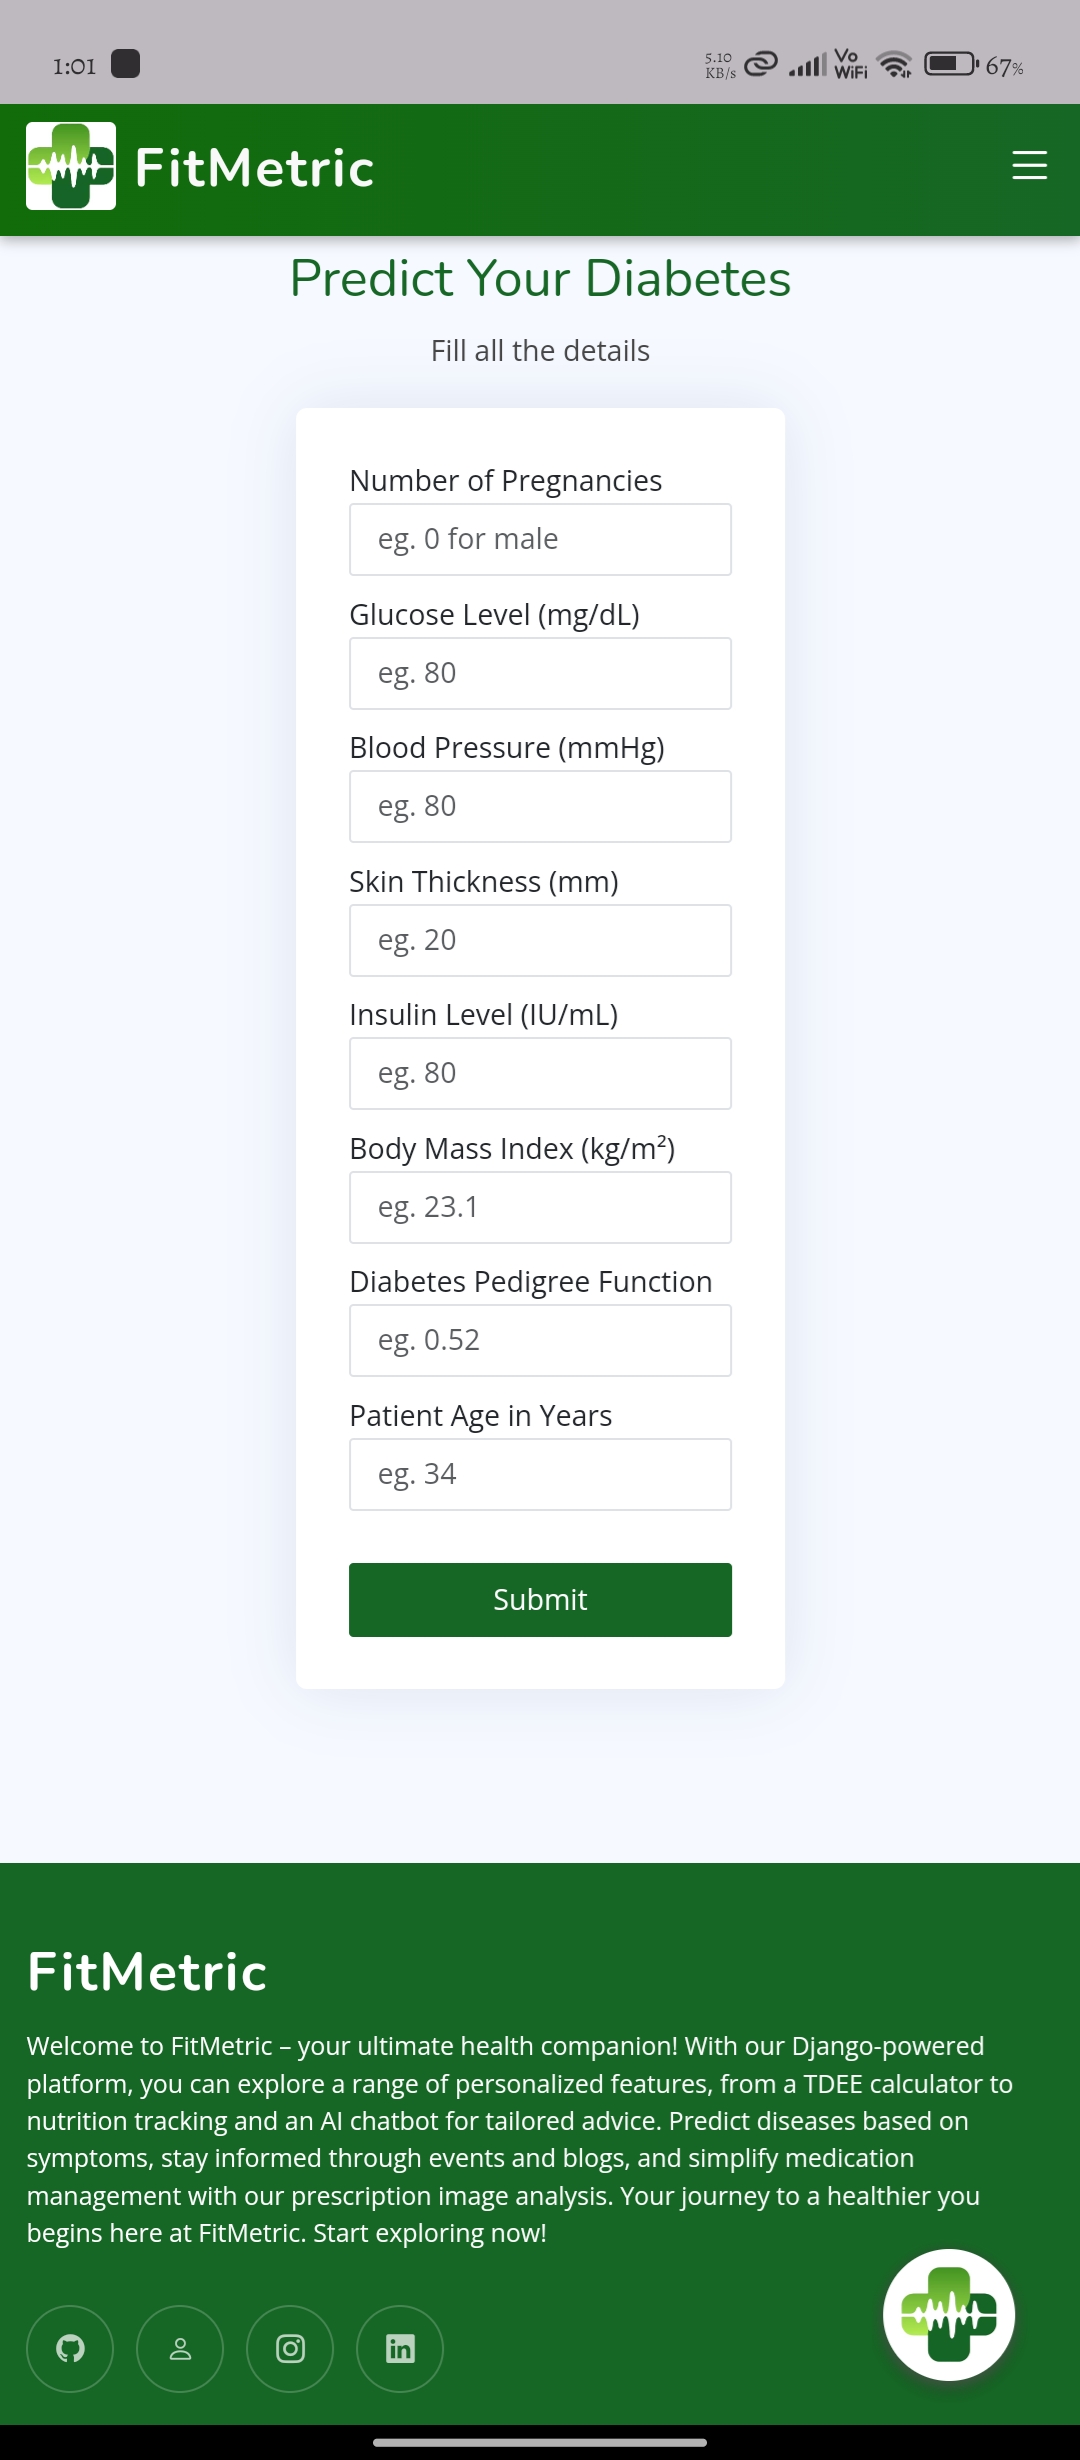 1:01
5.10
KB/s
Vo
WiFi
67%
FitMetric
Predict Your Diabetes
Fill all the details
Number of Pregnancies
eg. 0 for male
Glucose Level (mg/dL)
eg. 80
Blood Pressure (mmHg)
eg. 80
Skin Thickness (mm)
eg. 20
Insulin Level (IU/mL)
eg. 80
Body Mass Index (kg/m²)
eg. 23.1
Diabetes Pedigree Function
eg. 0.52
Patient Age in Years
eg. 34
Submit
FitMetric
Welcome to FitMetric – your ultimate health companion! With our Django-powered
platform, you can explore a range of personalized features, from a TDEE calculator to
nutrition tracking and an AI chatbot for tailored advice. Predict diseases based on
symptoms, stay informed through events and blogs, and simplify medication
management with our prescription image analysis. Your journey to a healthier you
begins here at FitMetric. Start exploring now!
in